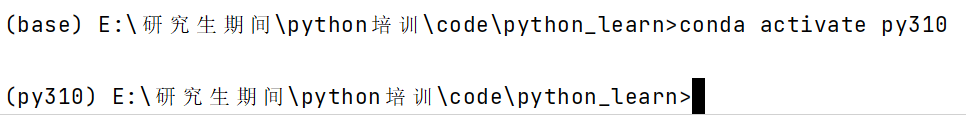 (base) E:\研究生期间\python培训\code\python_learn>conda activate py310
(py310) E:\研究生期间\python培训\code\python_learn>